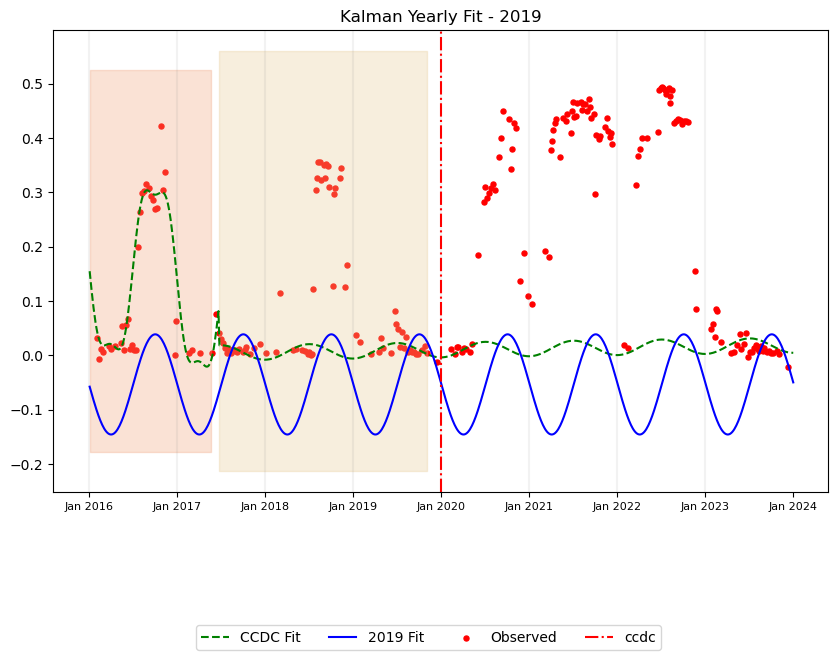 Kalman Yearly Fit - 2019
0.5
0.4
0.3
0.2
0.1
0.0
−0.1
−0.2
Jan 2016 Jan 2017 Jan 2018 Jan 2019 Jan 2020 Jan 2021 Jan 2022 Jan 2023 Jan 2024
CCDC Fit 2019 Fit Observed ccdc